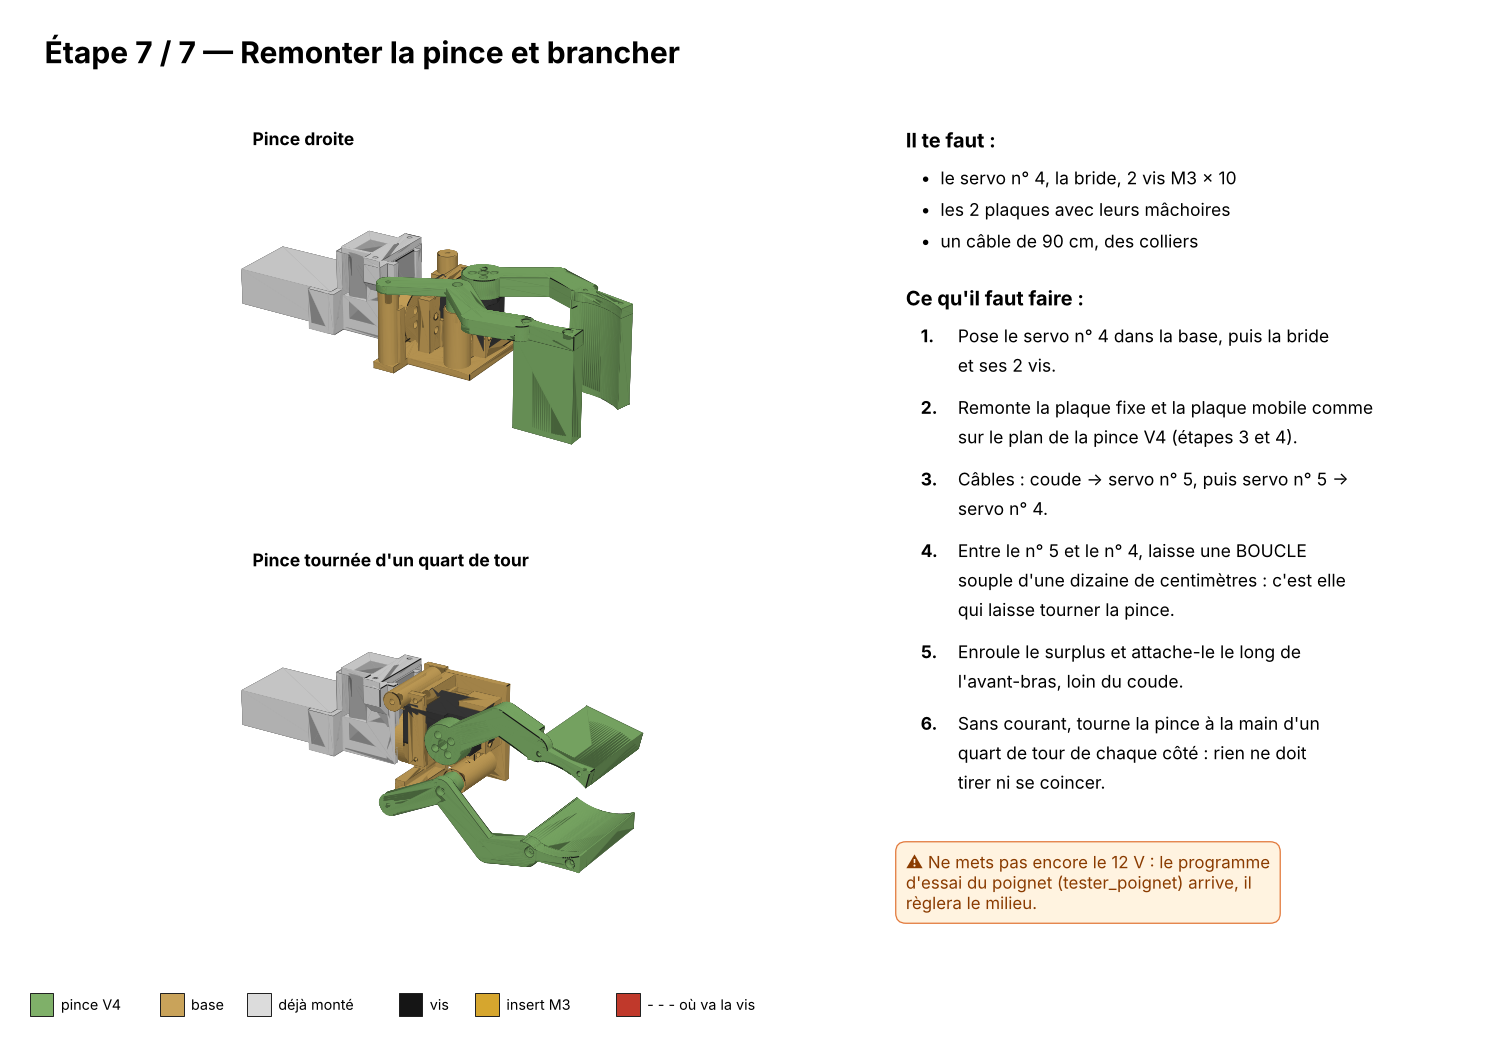 Étape 7 / 7 — Remonter la pince et brancher
Pince droite
Pince tournée d'un quart de tour
Il te faut :
• le servo n° 4, la bride, 2 vis M3 × 10
• les 2 plaques avec leurs mâchoires
• un câble de 90 cm, des colliers
Ce qu'il faut faire :
1. Pose le servo n° 4 dans la base, puis la bride
et ses 2 vis.
2. Remonte la plaque fixe et la plaque mobile comme
sur le plan de la pince V4 (étapes 3 et 4).
3. Câbles : coude → servo n° 5, puis servo n° 5 →
servo n° 4.
4. Entre le n° 5 et le n° 4, laisse une BOUCLE
souple d'une dizaine de centimètres : c'est elle
qui laisse tourner la pince.
5. Enroule le surplus et attache-le le long de
l'avant-bras, loin du coude.
6. Sans courant, tourne la pince à la main d'un
quart de tour de chaque côté : rien ne doit
tirer ni se coincer.
⚠ Ne mets pas encore le 12 V : le programme
d'essai du poignet (tester_poignet) arrive, il
règlera le milieu.
pince V4 base déjà monté vis insert M3 - - - où va la vis